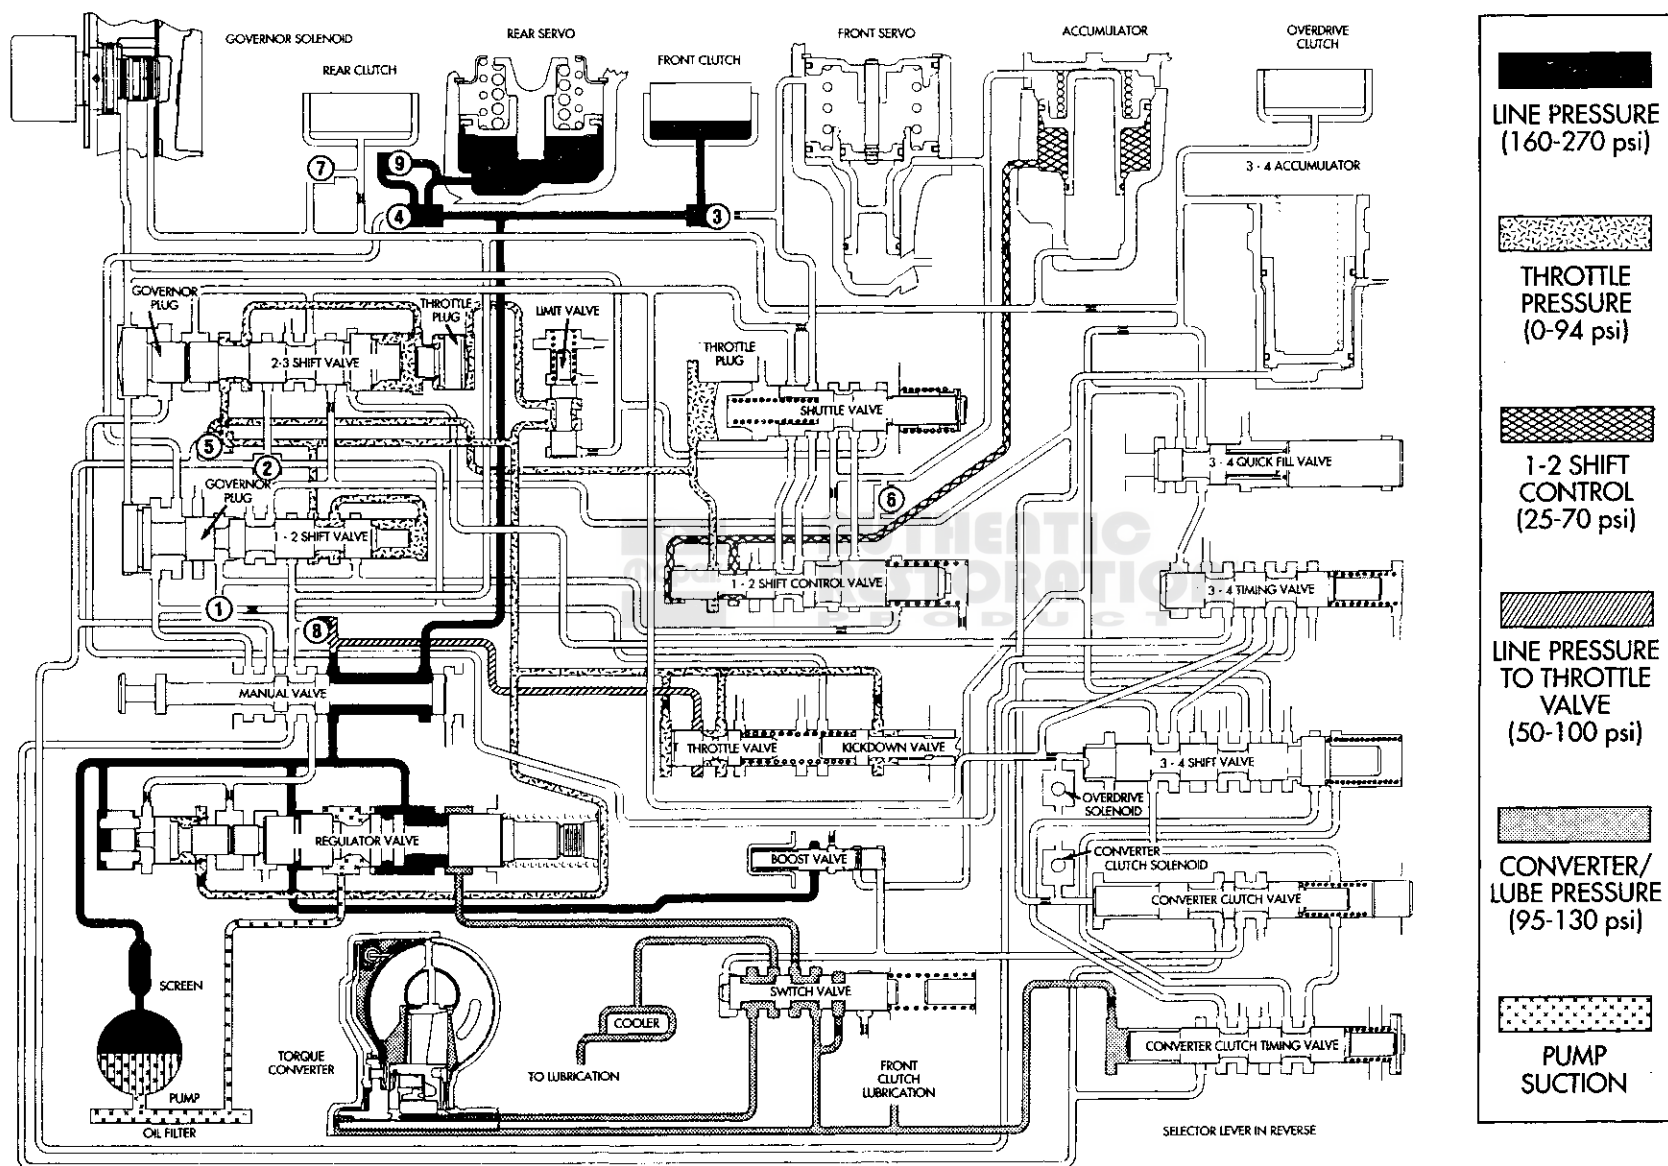 GOVERNOR SOLENOID
REAR SERVO
FRONT SERVO
ACCUMULATOR
OVERDRIVE
CLUTCH
REAR CLUTCH
FRONT CLUTCH
7
9
4
3
3 - 4 ACCUMULATOR
GOVERNOR
PLUG
THROTTLE
PLUG
LIMIT VALVE
THROTTLE
PLUG
2-3 SHIFT VALVE
SHUTTLE VALVE
5
2
3 - 4 QUICK FILL VALVE
GOVERNOR
PLUG
6
1 - 2 SHIFT VALVE
1 - 2 SHIFT CONTROL VALVE
3 - 4 TIMING VALVE
AUTHENTIC
RESTORATION
PRODUCT
1
8
MANUAL VALVE
THROTTLE VALVE
KICKDOWN VALVE
3 - 4 SHIFT VALVE
OVERDRIVE
SOLENOID
REGULATOR VALVE
BOOST VALVE
CONVERTER
CLUTCH SOLENOID
CONVERTER CLUTCH VALVE
SCREEN
SWITCH VALVE
COOLER
CONVERTER CLUTCH TIMING VALVE
TORQUE
CONVERTER
TO LUBRICATION
FRONT
CLUTCH
LUBRICATION
PUMP
OIL FILTER
SELECTOR LEVER IN REVERSE
LINE PRESSURE
(160-270 psi)
THROTTLE
PRESSURE
(0-94 psi)
1-2 SHIFT
CONTROL
(25-70 psi)
LINE PRESSURE
TO THROTTLE
VALVE
(50-100 psi)
CONVERTER/
LUBE PRESSURE
(95-130 psi)
PUMP
SUCTION